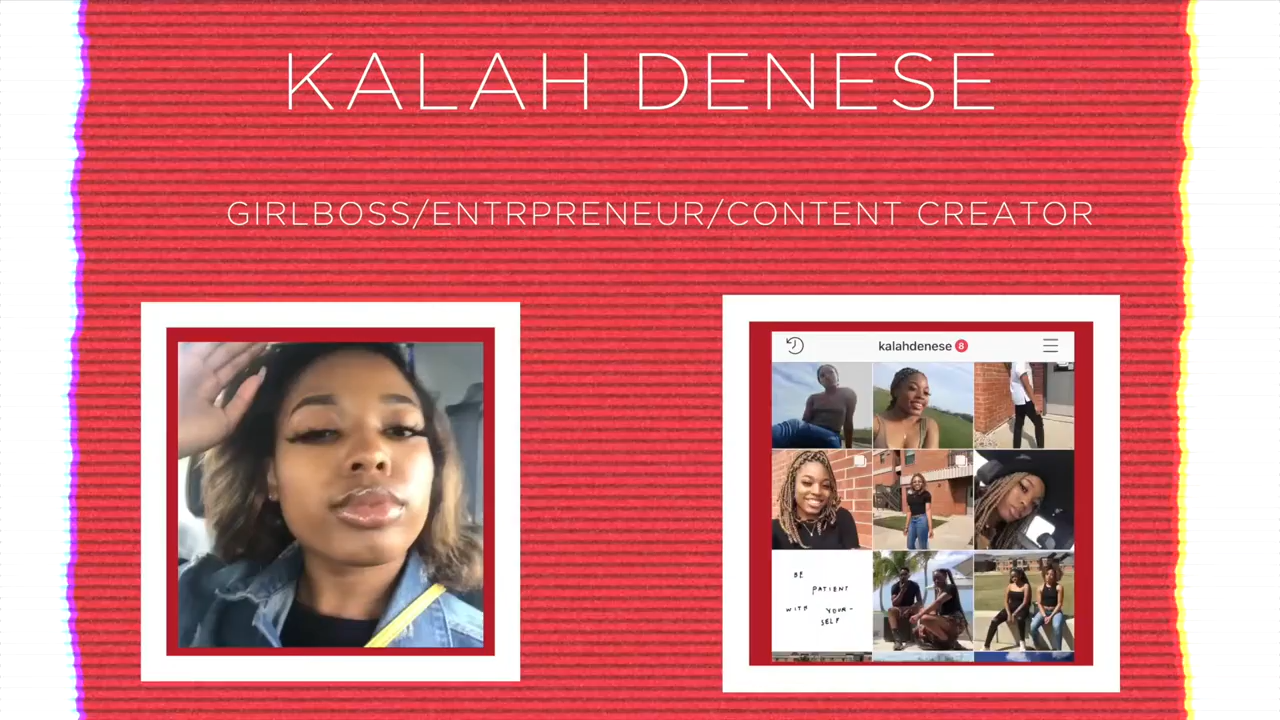 KALAH DENESE
GIRLBOSS/ENTRPRENEUR/CONTENT CREATOR
kalahdenese 8
BE
PATIENT
WITH YOUR-
SELF